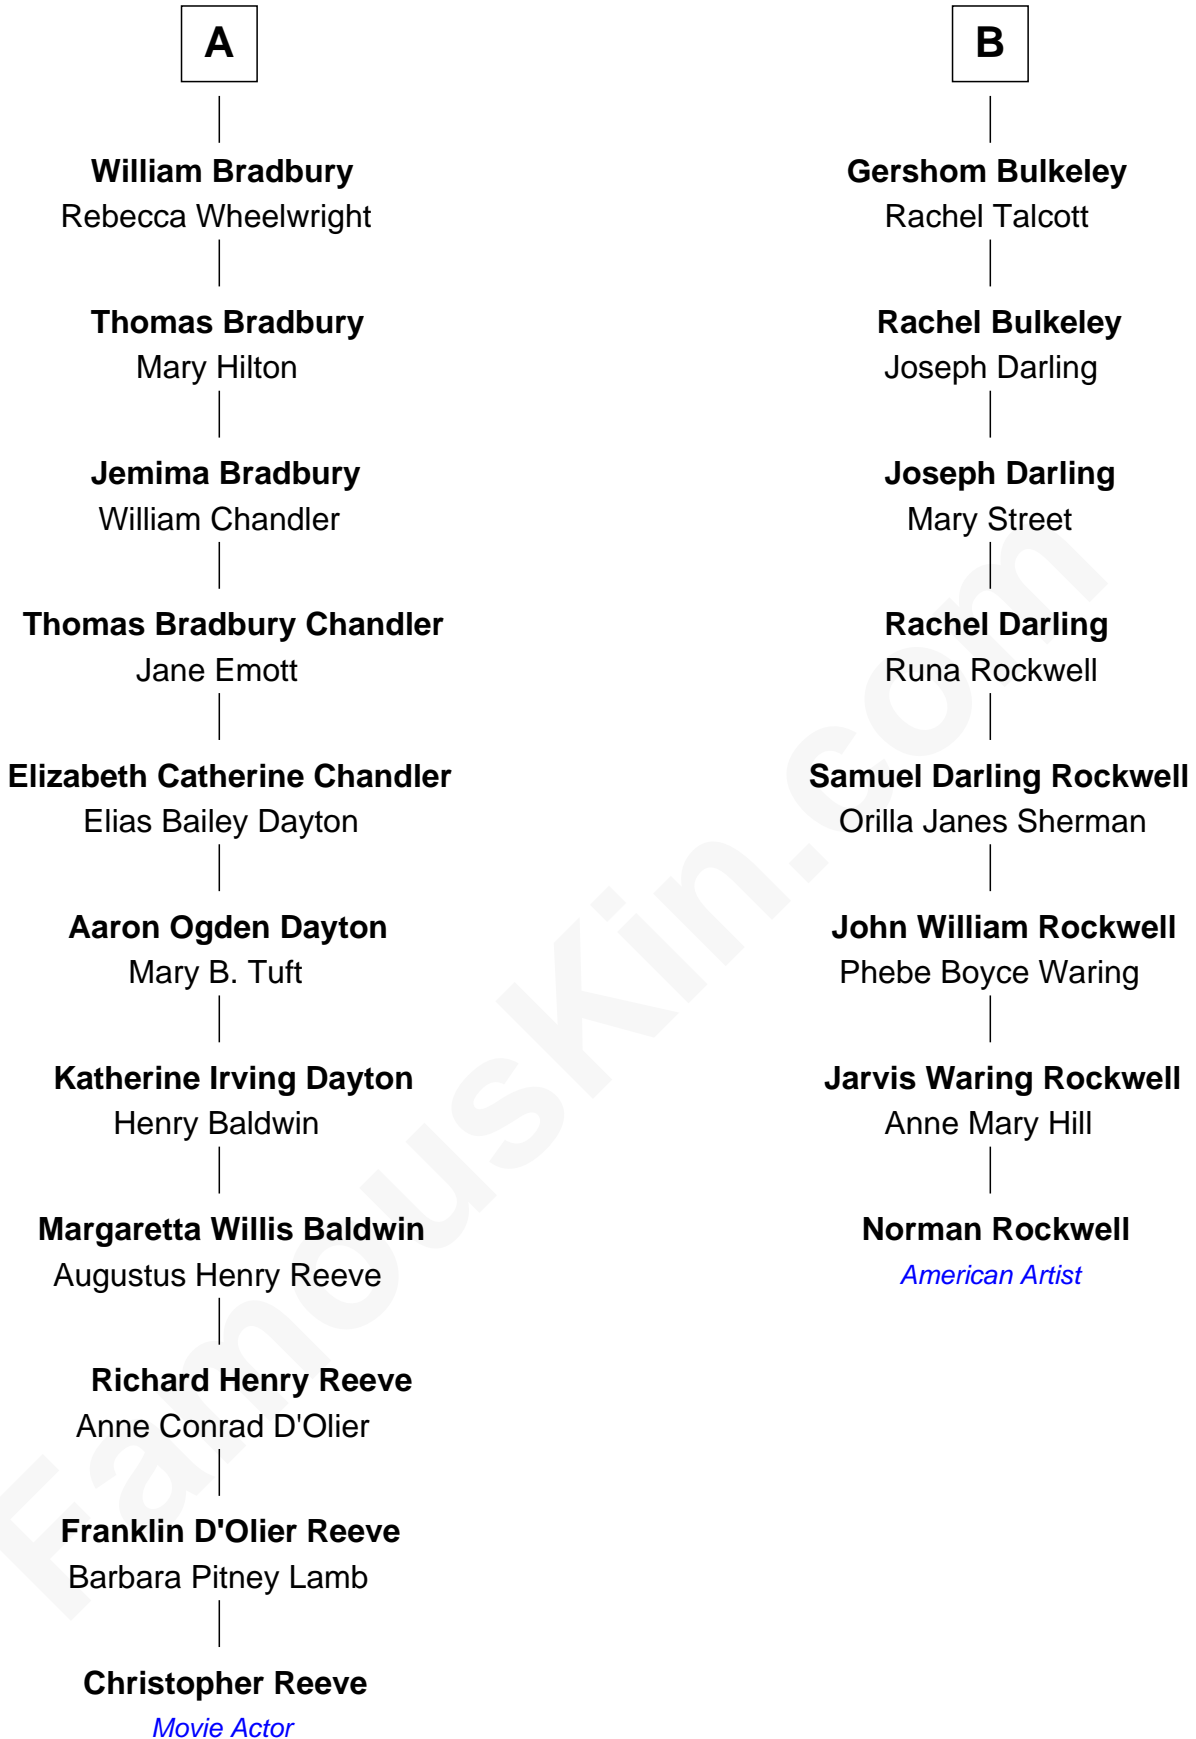 A
William Bradbury
Rebecca Wheelwright
Thomas Bradbury
Mary Hilton
Jemima Bradbury
William Chandler
Thomas Bradbury Chandler
Jane Emott
Elizabeth Catherine Chandler
Elias Bailey Dayton
Aaron Ogden Dayton
Mary B. Tuft
Katherine Irving Dayton
Henry Baldwin
Margaretta Willis Baldwin
Augustus Henry Reeve
Richard Henry Reeve
Anne Conrad D'Olier
Franklin D'Olier Reeve
Barbara Pitney Lamb
Christopher Reeve
Movie Actor
B
Gershom Bulkeley
Rachel Talcott
Rachel Bulkeley
Joseph Darling
Joseph Darling
Mary Street
Rachel Darling
Runa Rockwell
Samuel Darling Rockwell
Orilla Janes Sherman
John William Rockwell
Phebe Boyce Waring
Jarvis Waring Rockwell
Anne Mary Hill
Norman Rockwell
American Artist
FamousKin.com